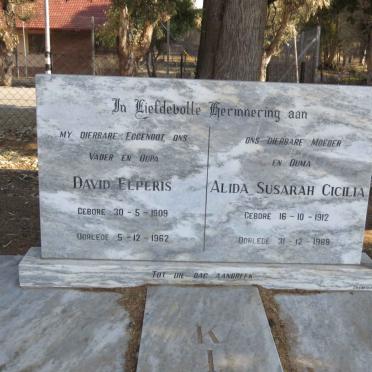 In Liefdevolle Herinnering aan
MY DIERBARE EGGENOOT, ONS
VADER EN OUPA
DAVID ELPERIS
GEBORE 30-5-1909
OORLEDE 5-12-1962
ONS DIERBARE MOEDER
EN OUMA
ALIDA SUSARAH CICILIA
GEBORE 16-10-1912
OORLEDE 31-12-1989
TOT DIE DAG AANBREEK
K